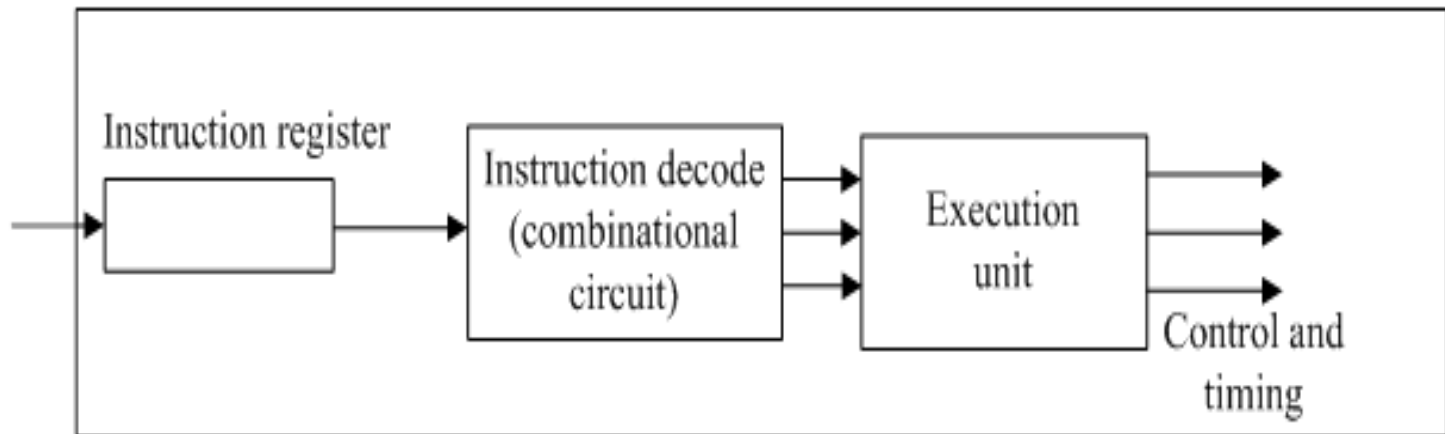 Instruction register
Instruction decode
(combinational
circuit)
Execution
unit
Control and
timing